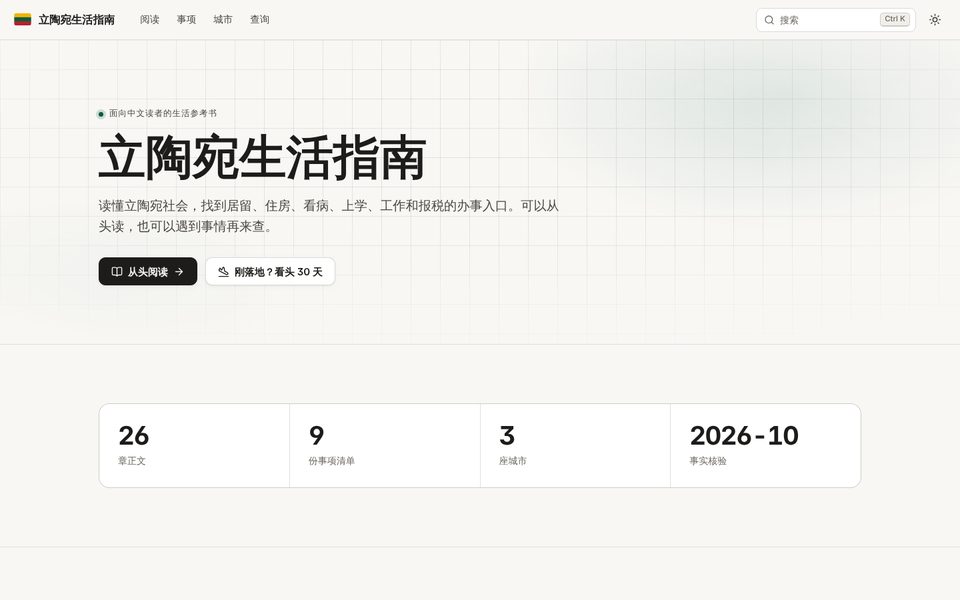 立陶宛生活指南
阅读 事项 城市 查询
搜索 Ctrl K
面向中文读者的生活参考书
立陶宛生活指南
读懂立陶宛社会，找到居留、住房、看病、上学、工作和报税的办事入口。可以从
头读，也可以遇到事情再来查。
从头阅读
刚落地？看头 30 天
26
章正文
9
份事项清单
3
座城市
2026-10
事实核验